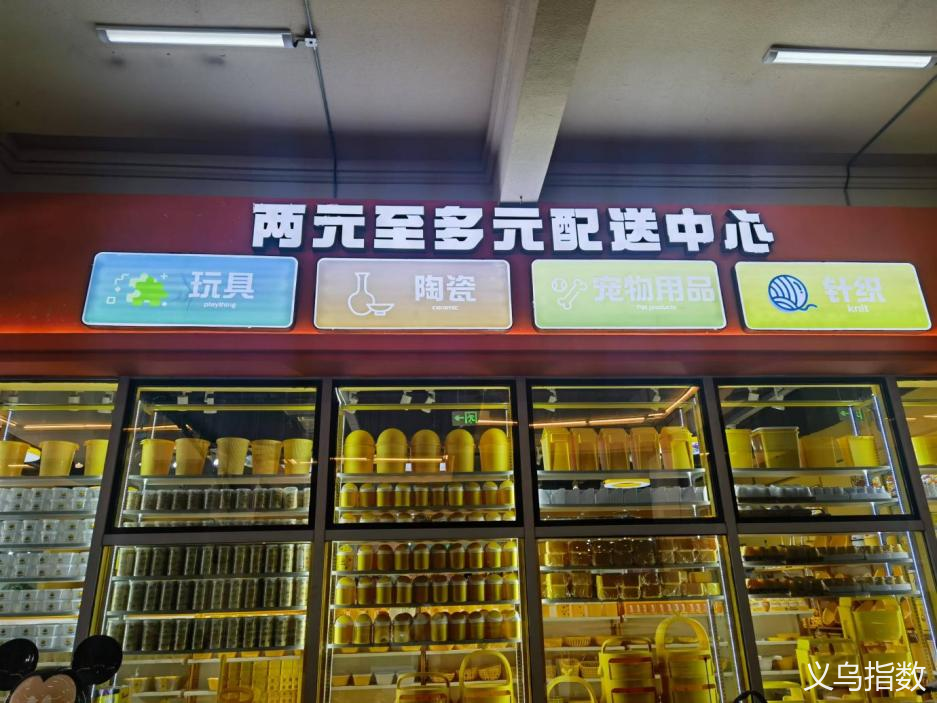 两元至多元配送中心
玩具
plaything
陶瓷
ceramic
宠物用品
Pet products
针织
knit
义乌指数